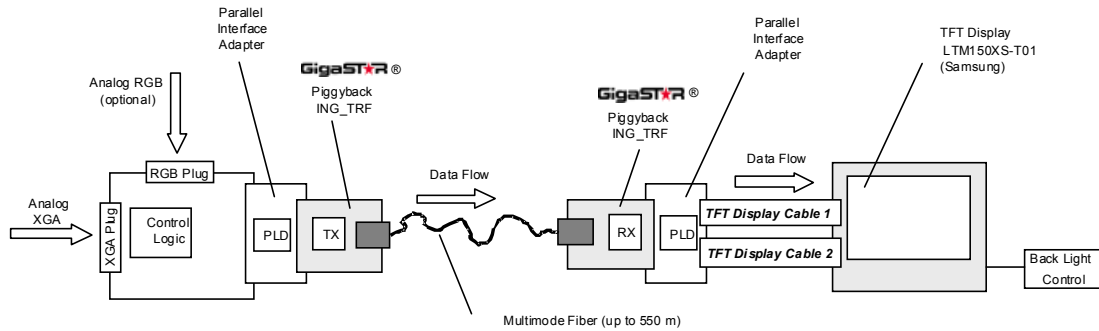 Parallel
Interface
Adapter
Parallel
Interface
Adapter
TFT Display
LTM150XS-T01
(Samsung)
GigaSTAR ®
Piggyback
ING_TRF
GigaSTAR ®
Piggyback
ING_TRF
Analog RGB
(optional)
RGB Plug
Data Flow
Data Flow
Analog
XGA
XGA Plug
Control
Logic
PLD
TX
RX
PLD
TFT Display Cable 1
TFT Display Cable 2
Back Light
Control
Multimode Fiber (up to 550 m)